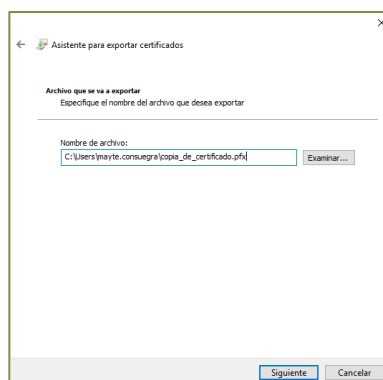 Asistente para exportar certificados
Archivo que se va a exportar
Especifique el nombre del archivo que desea exportar
Nombre de archivo:
C:\Users\mayte.consuegra\copia_de_certificado.pfx
Examinar...
Siguiente
Cancelar